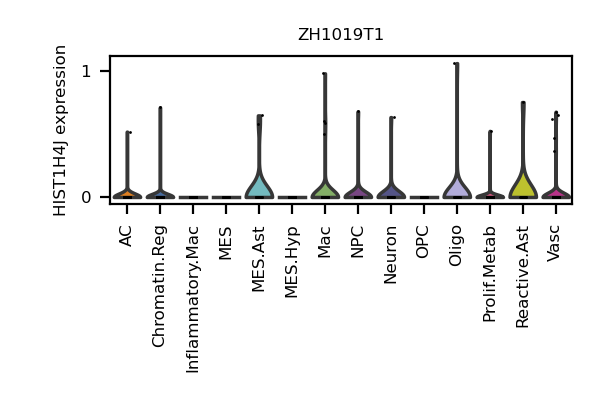 ZH1019T1
HIST1H4J expression
1
0
AC
Chromatin.Reg
Inflammatory.Mac
MES
MES.Ast
MES.Hyp
Mac
NPC
Neuron
OPC
Oligo
Prolif.Metab
Reactive.Ast
Vasc